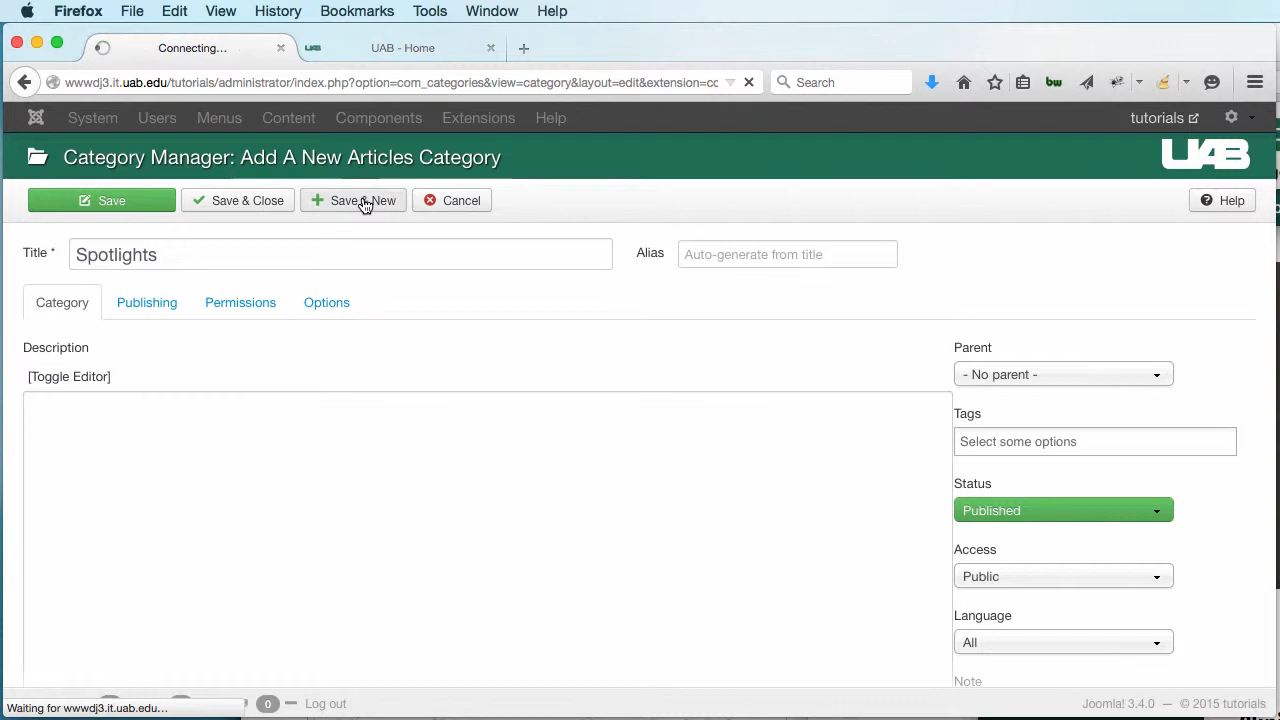 Firefox File Edit View History Bookmarks Tools Window Help
Connecting... UAB UAB - Home
wwwdj3.it.uab.edu/tutorials/administrator/index.php?option=com_categories&view=category&layout=edit&extension=cc Search bw
System Users Menus Content Components Extensions Help tutorials
Category Manager: Add A New Articles Category UAB
Save Save & Close Save & New Cancel Help
Title * Spotlights Alias Auto-generate from title
Category Publishing Permissions Options
Description Parent
[Toggle Editor] - No parent -
Tags
Select some options
Status
Published
Access
Public
Language
All
Note
0 Log out Joomla! 3.4.0 — © 2015 tutorials
Waiting for wwwdj3.it.uab.edu...